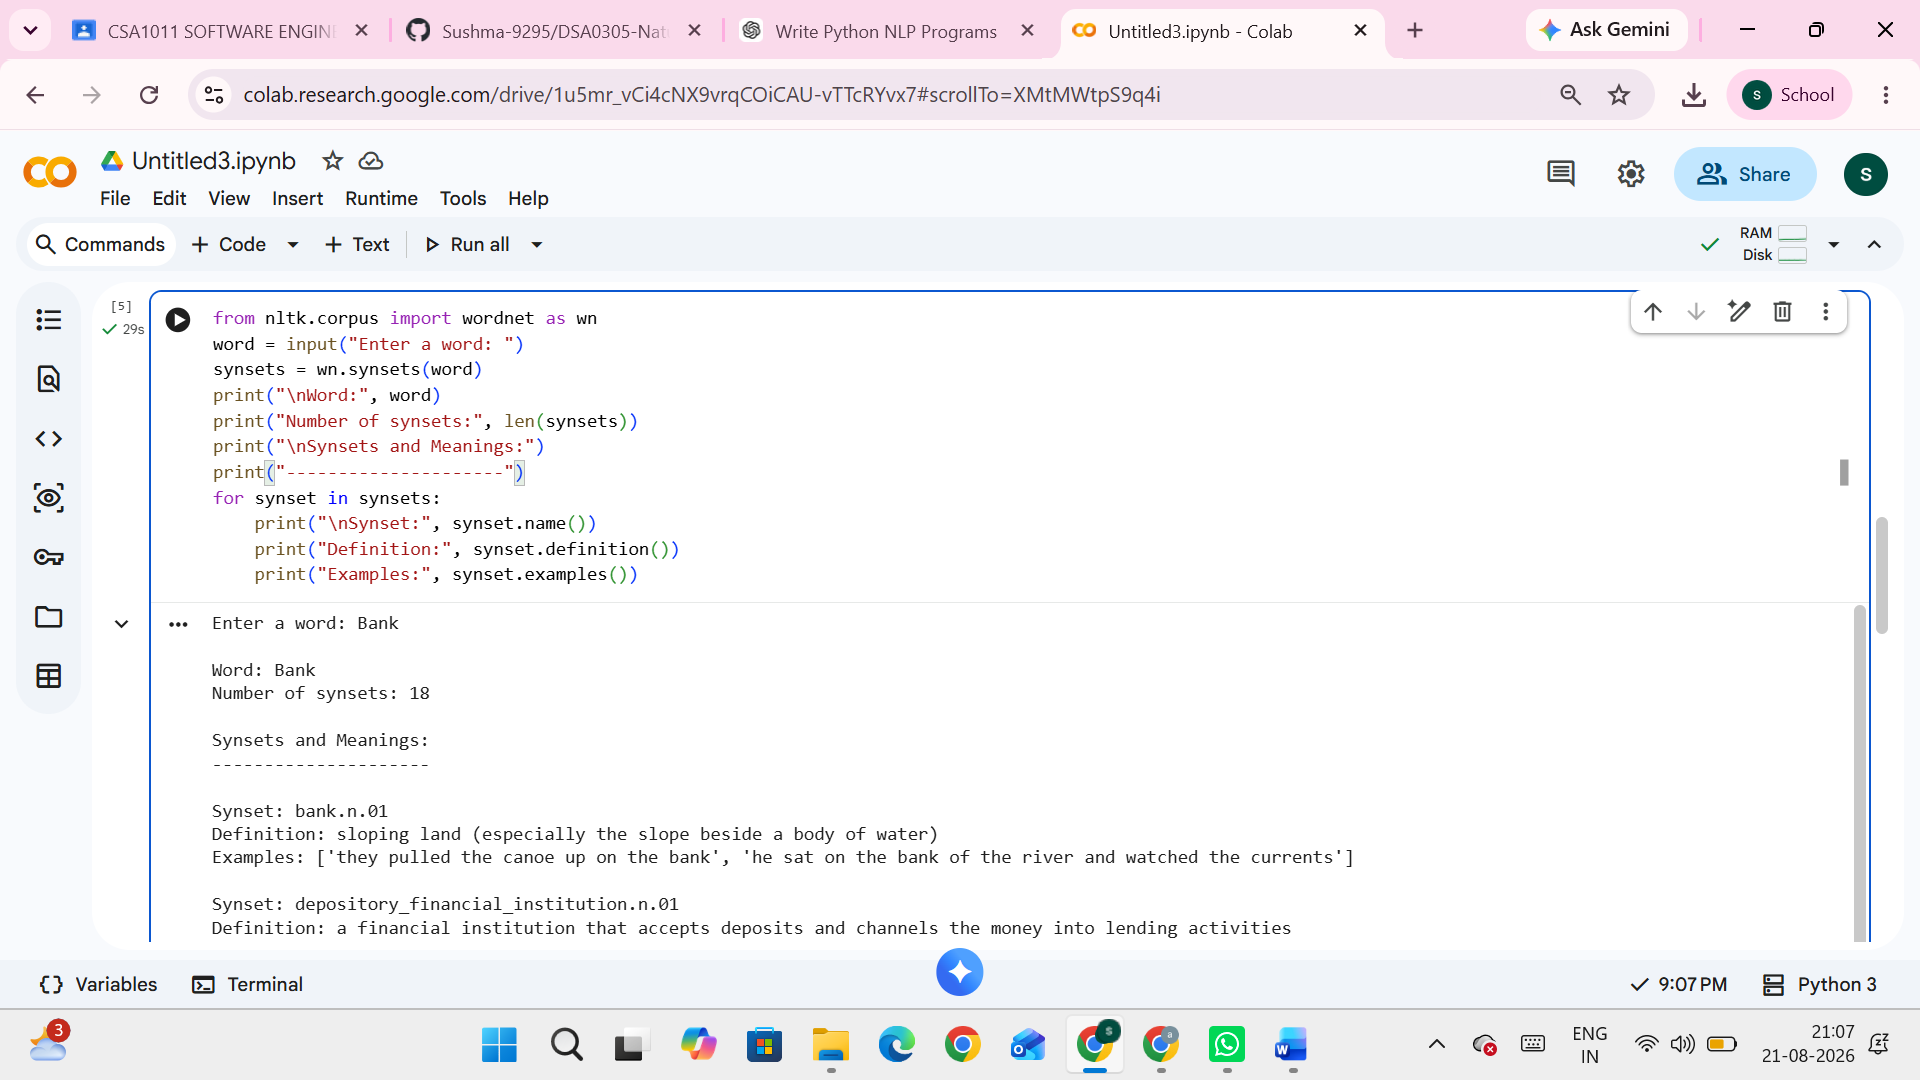 CSA1011 SOFTWARE ENGIN
Sushma-9295/DSA0305-Natu
Write Python NLP Programs
Untitled3.ipynb - Colab
Ask Gemini
colab.research.google.com/drive/1u5mr_vCi4cNX9vrqCOiCAU-vTTcRYvx7#scrollTo=XMtMWtpS9q4i
S School
Untitled3.ipynb
Share
S
File Edit View Insert Runtime Tools Help
Commands + Code + Text Run all
RAM
Disk
[5]
29s
from nltk.corpus import wordnet as wn
word = input("Enter a word: ")
synsets = wn.synsets(word)
print("\nWord:", word)
print("Number of synsets:", len(synsets))
print("\nSynsets and Meanings:")
print("---------------------")
for synset in synsets:
    print("\nSynset:", synset.name())
    print("Definition:", synset.definition())
    print("Examples:", synset.examples())
Enter a word: Bank
Word: Bank
Number of synsets: 18
Synsets and Meanings:
---------------------
Synset: bank.n.01
Definition: sloping land (especially the slope beside a body of water)
Examples: ['they pulled the canoe up on the bank', 'he sat on the bank of the river and watched the currents']
Synset: depository_financial_institution.n.01
Definition: a financial institution that accepts deposits and channels the money into lending activities
Variables Terminal
9:07 PM Python 3
3
S
a
W
ENG
IN
21:07
21-08-2026